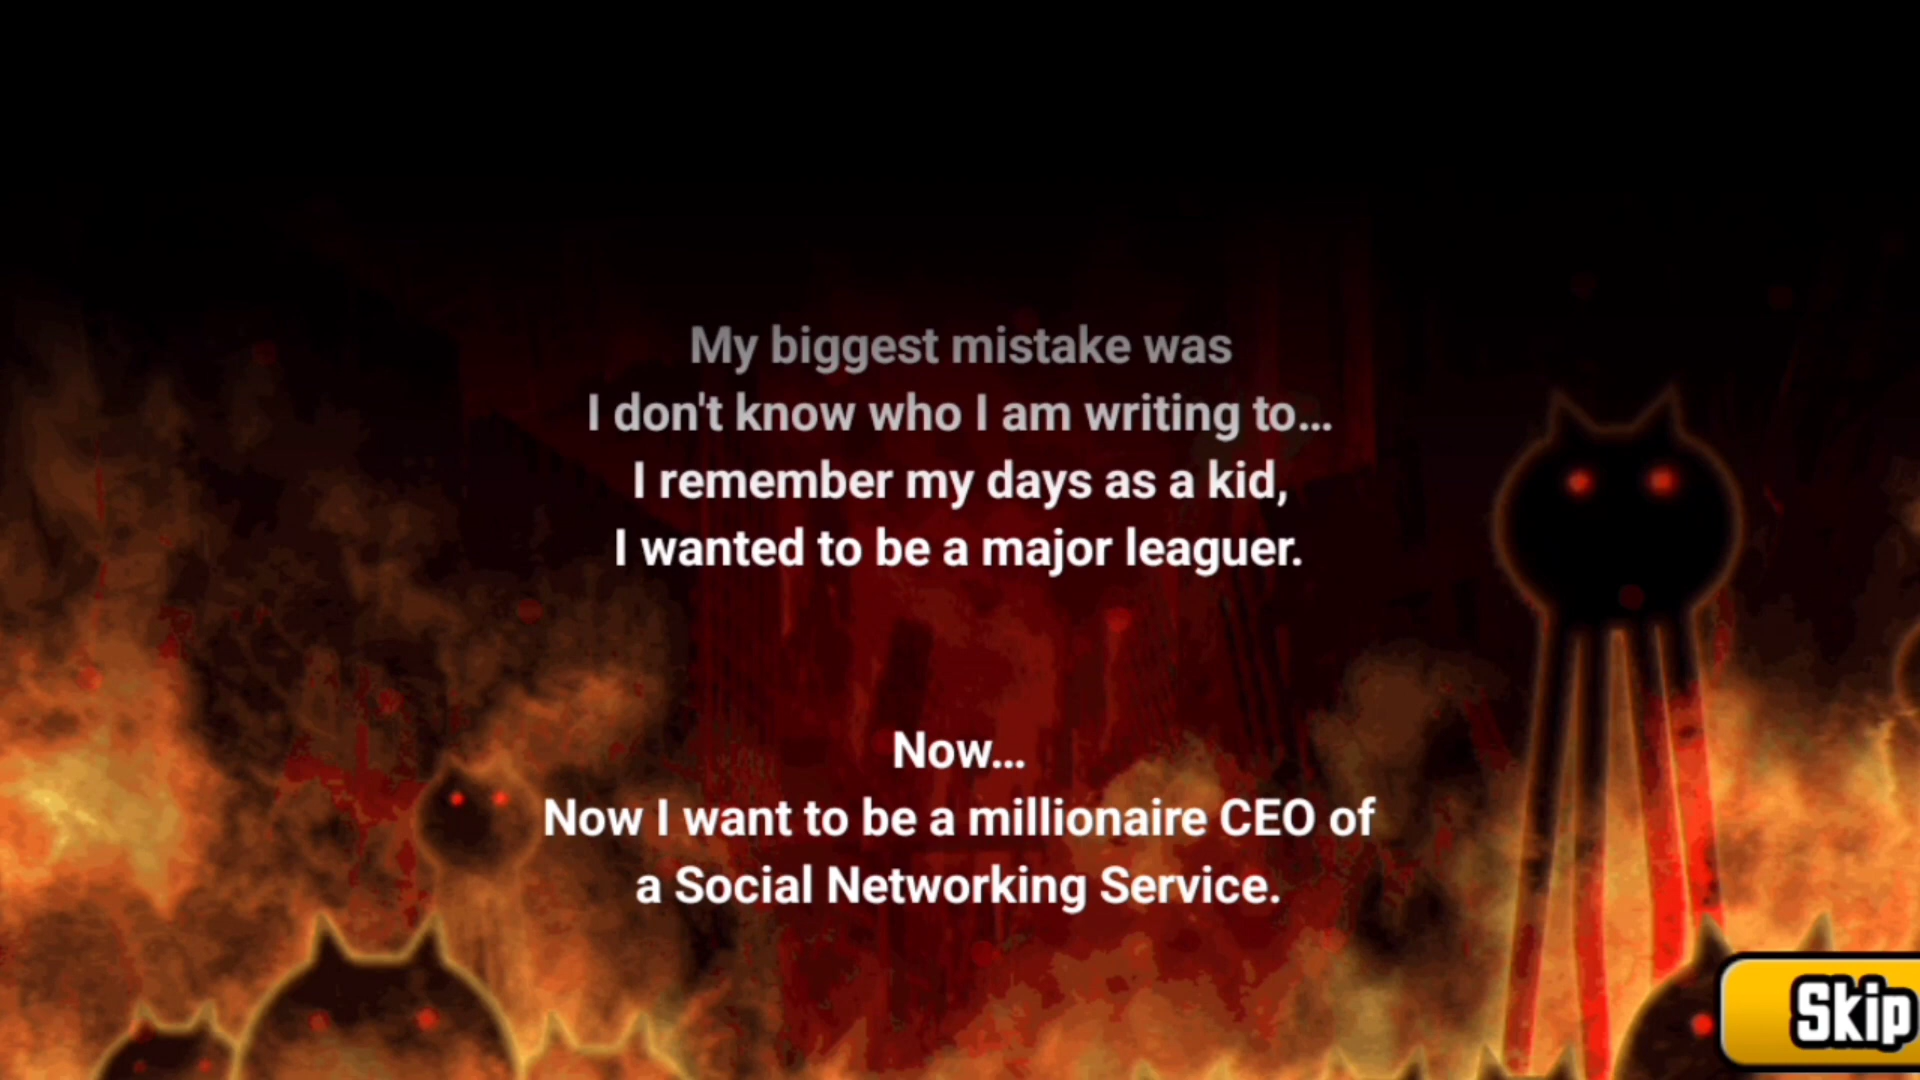 My biggest mistake was
I don't know who I am writing to...
I remember my days as a kid,
I wanted to be a major leaguer.
Now...
Now I want to be a millionaire CEO of
a Social Networking Service.
Skip